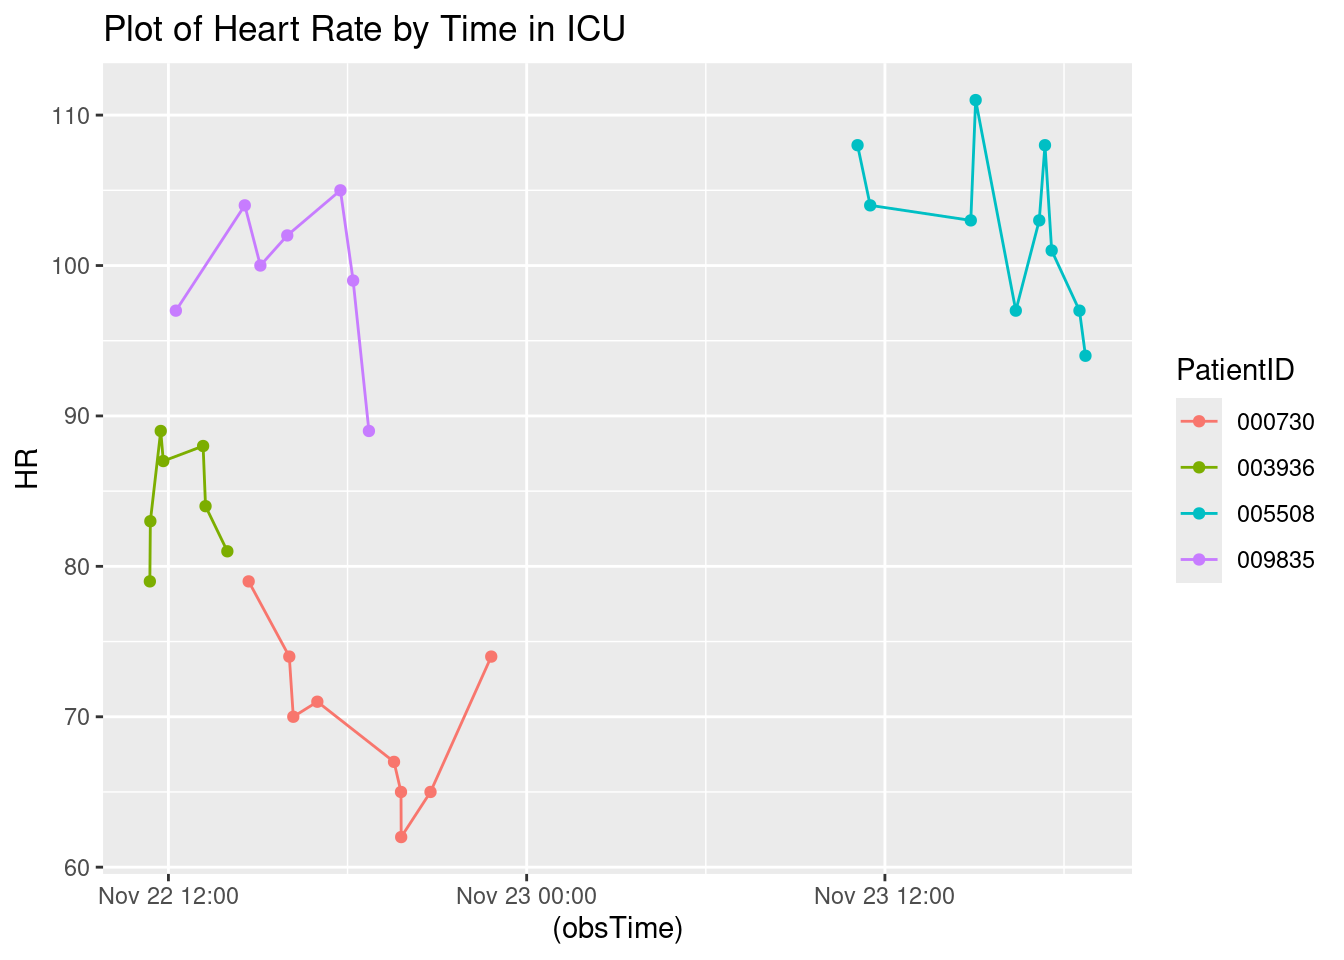 Plot of Heart Rate by Time in ICU
110
100
90
80
70
60
HR
Nov 22 12:00
Nov 23 00:00
Nov 23 12:00
(obsTime)
PatientID
000730
003936
005508
009835